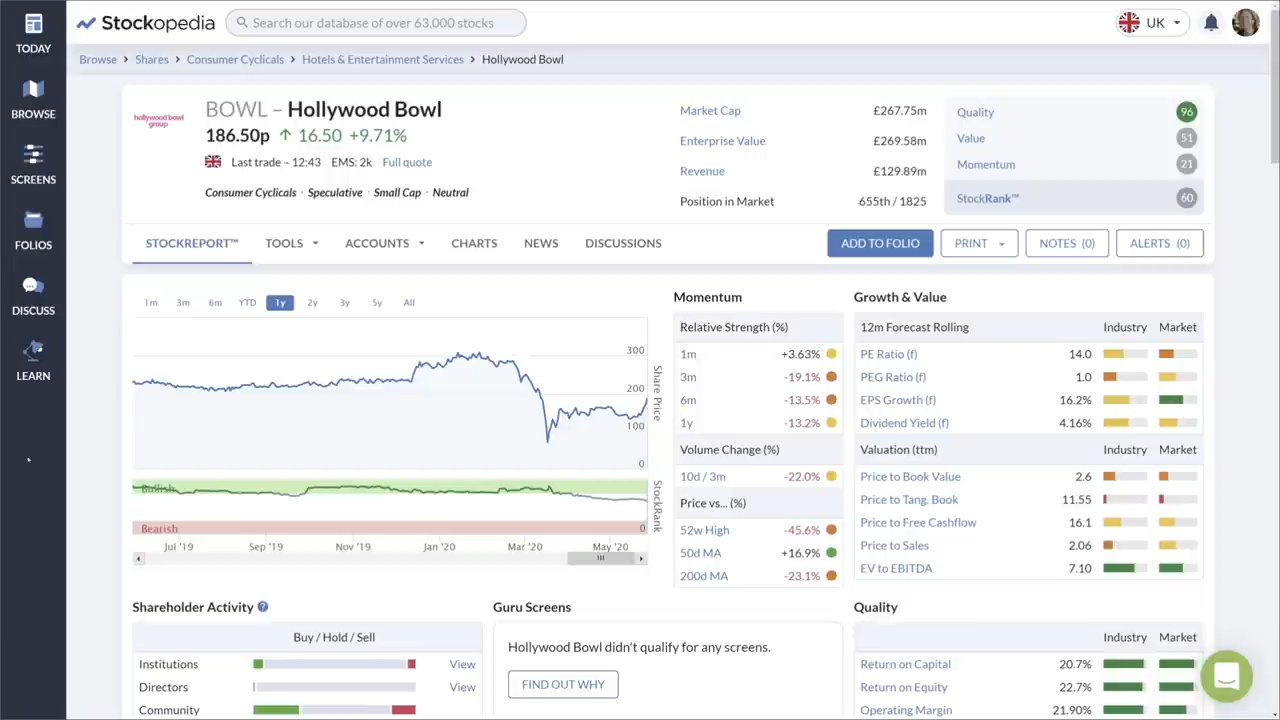 TODAY
BROWSE
SCREENS
FOLIOS
DISCUSS
LEARN
Stockopedia
Search our database of over 63,000 stocks
UK
Browse > Shares > Consumer Cyclicals > Hotels & Entertainment Services > Hollywood Bowl
hollywood bowl
group
BOWL – Hollywood Bowl
186.50p ↑ 16.50 +9.71%
Last trade – 12:43 EMS: 2k Full quote
Consumer Cyclicals · Speculative · Small Cap · Neutral
Market Cap £267.75m
Enterprise Value £269.58m
Revenue £129.89m
Position in Market 655th / 1825
Quality 96
Value 51
Momentum 21
StockRank™ 60
STOCKREPORT™ TOOLS ACCOUNTS CHARTS NEWS DISCUSSIONS
ADD TO FOLIO PRINT NOTES (0) ALERTS (0)
1m 3m 6m YTD 1y 2y 3y 5y All
300
200
100
0
Share Price
Bullish
Bearish 0
StockRank
Jul '19 Sep '19 Nov '19 Jan '20 Mar '20 May '20
Momentum
Relative Strength (%)
1m +3.63%
3m -19.1%
6m -13.5%
1y -13.2%
Volume Change (%)
10d / 3m -22.0%
Price vs... (%)
52w High -45.6%
50d MA +16.9%
200d MA -23.1%
Growth & Value
12m Forecast Rolling Industry Market
PE Ratio (f) 14.0
PEG Ratio (f) 1.0
EPS Growth (f) 16.2%
Dividend Yield (f) 4.16%
Valuation (ttm) Industry Market
Price to Book Value 2.6
Price to Tang. Book 11.55
Price to Free Cashflow 16.1
Price to Sales 2.06
EV to EBITDA 7.10
Shareholder Activity ?
Buy / Hold / Sell
Institutions View
Directors View
Community
Guru Screens
Hollywood Bowl didn't qualify for any screens.
FIND OUT WHY
Quality
Industry Market
Return on Capital 20.7%
Return on Equity 22.7%
Operating Margin 21.90%